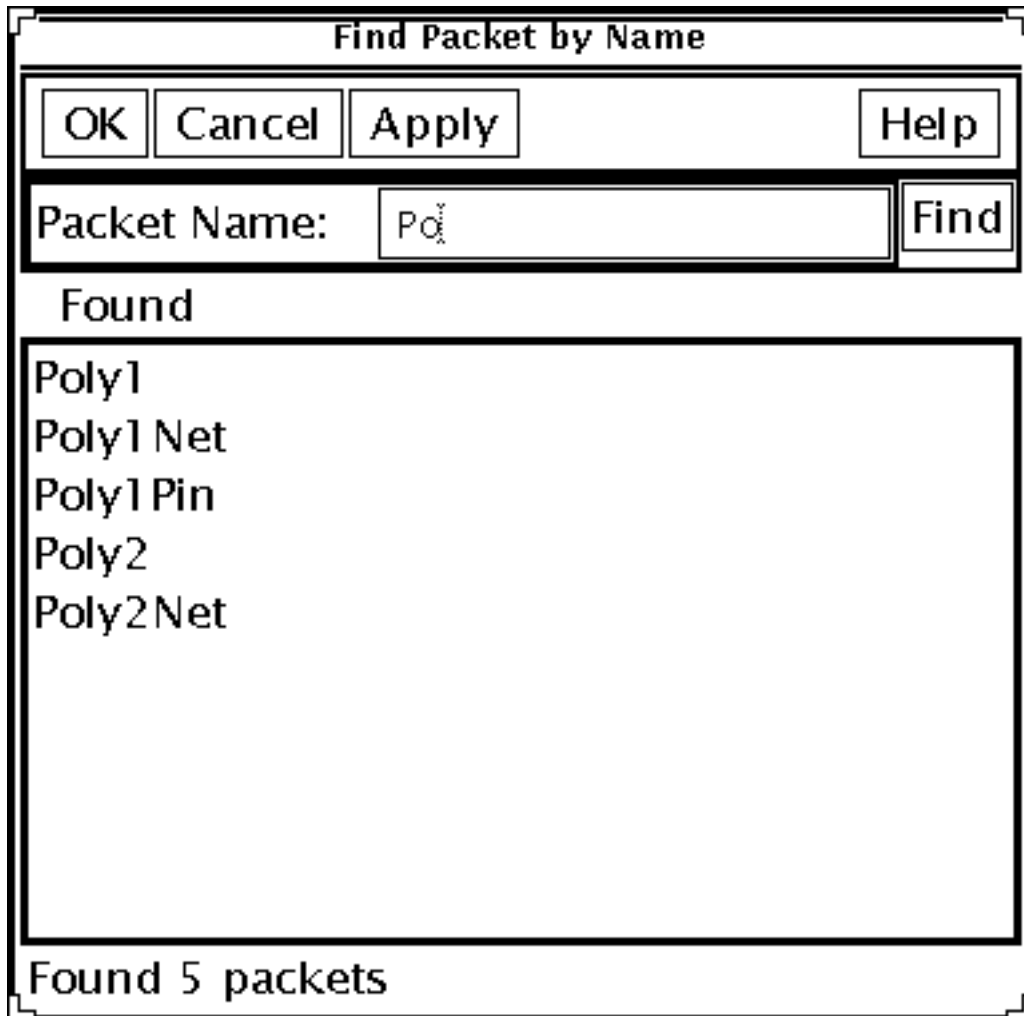 Find Packet by Name
OK Cancel Apply Help
Packet Name: Po Find
Found
Poly1
Poly1Net
Poly1Pin
Poly2
Poly2Net
Found 5 packets